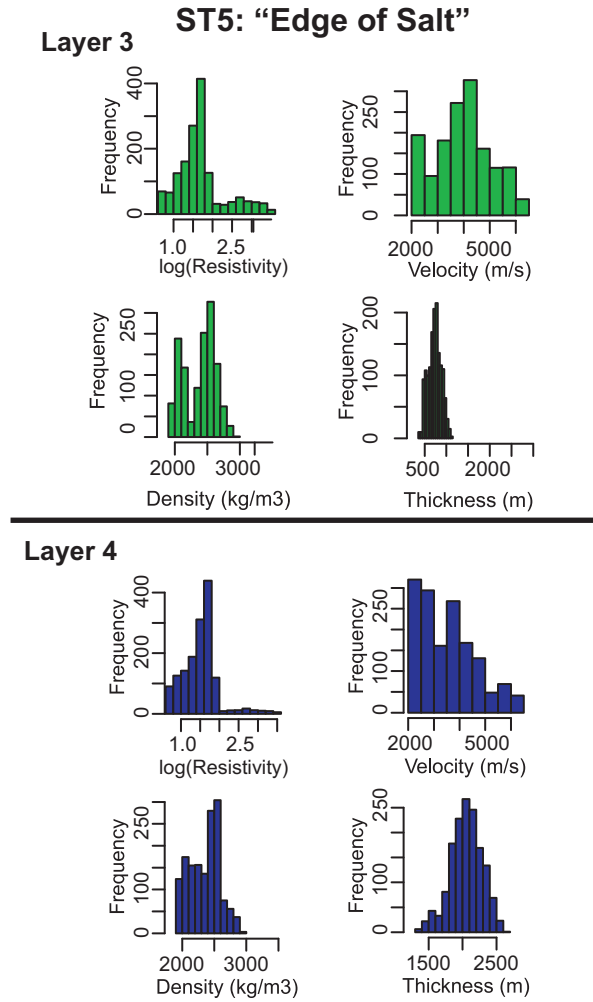 ST5: “Edge of Salt”
Layer 3
Frequency
0
200
400
1.0
2.5
log(Resistivity)
Frequency
0
100
250
2000
5000
Velocity (m/s)
Frequency
0
100
250
2000
3000
Density (kg/m3)
Frequency
0
100
200
500
2000
Thickness (m)
Layer 4
Frequency
0
200
400
1.0
2.5
log(Resistivity)
Frequency
0
100
250
2000
5000
Velocity (m/s)
Frequency
0
100
250
2000
3000
Density (kg/m3)
Frequency
0
100
250
1500
2500
Thickness (m)